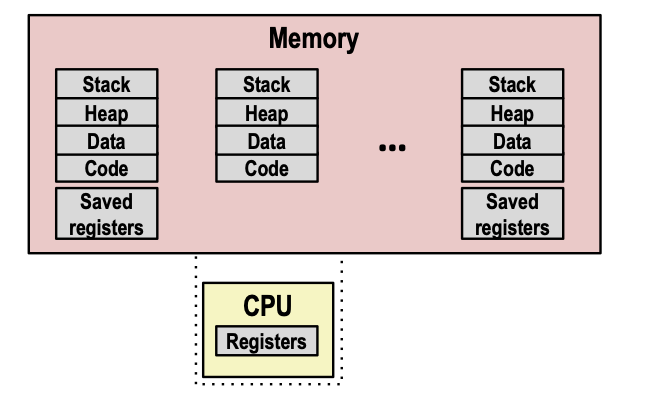 Memory
Stack
Heap
Data
Code
Saved
registers
Stack
Heap
Data
Code
...
Stack
Heap
Data
Code
Saved
registers
CPU
Registers